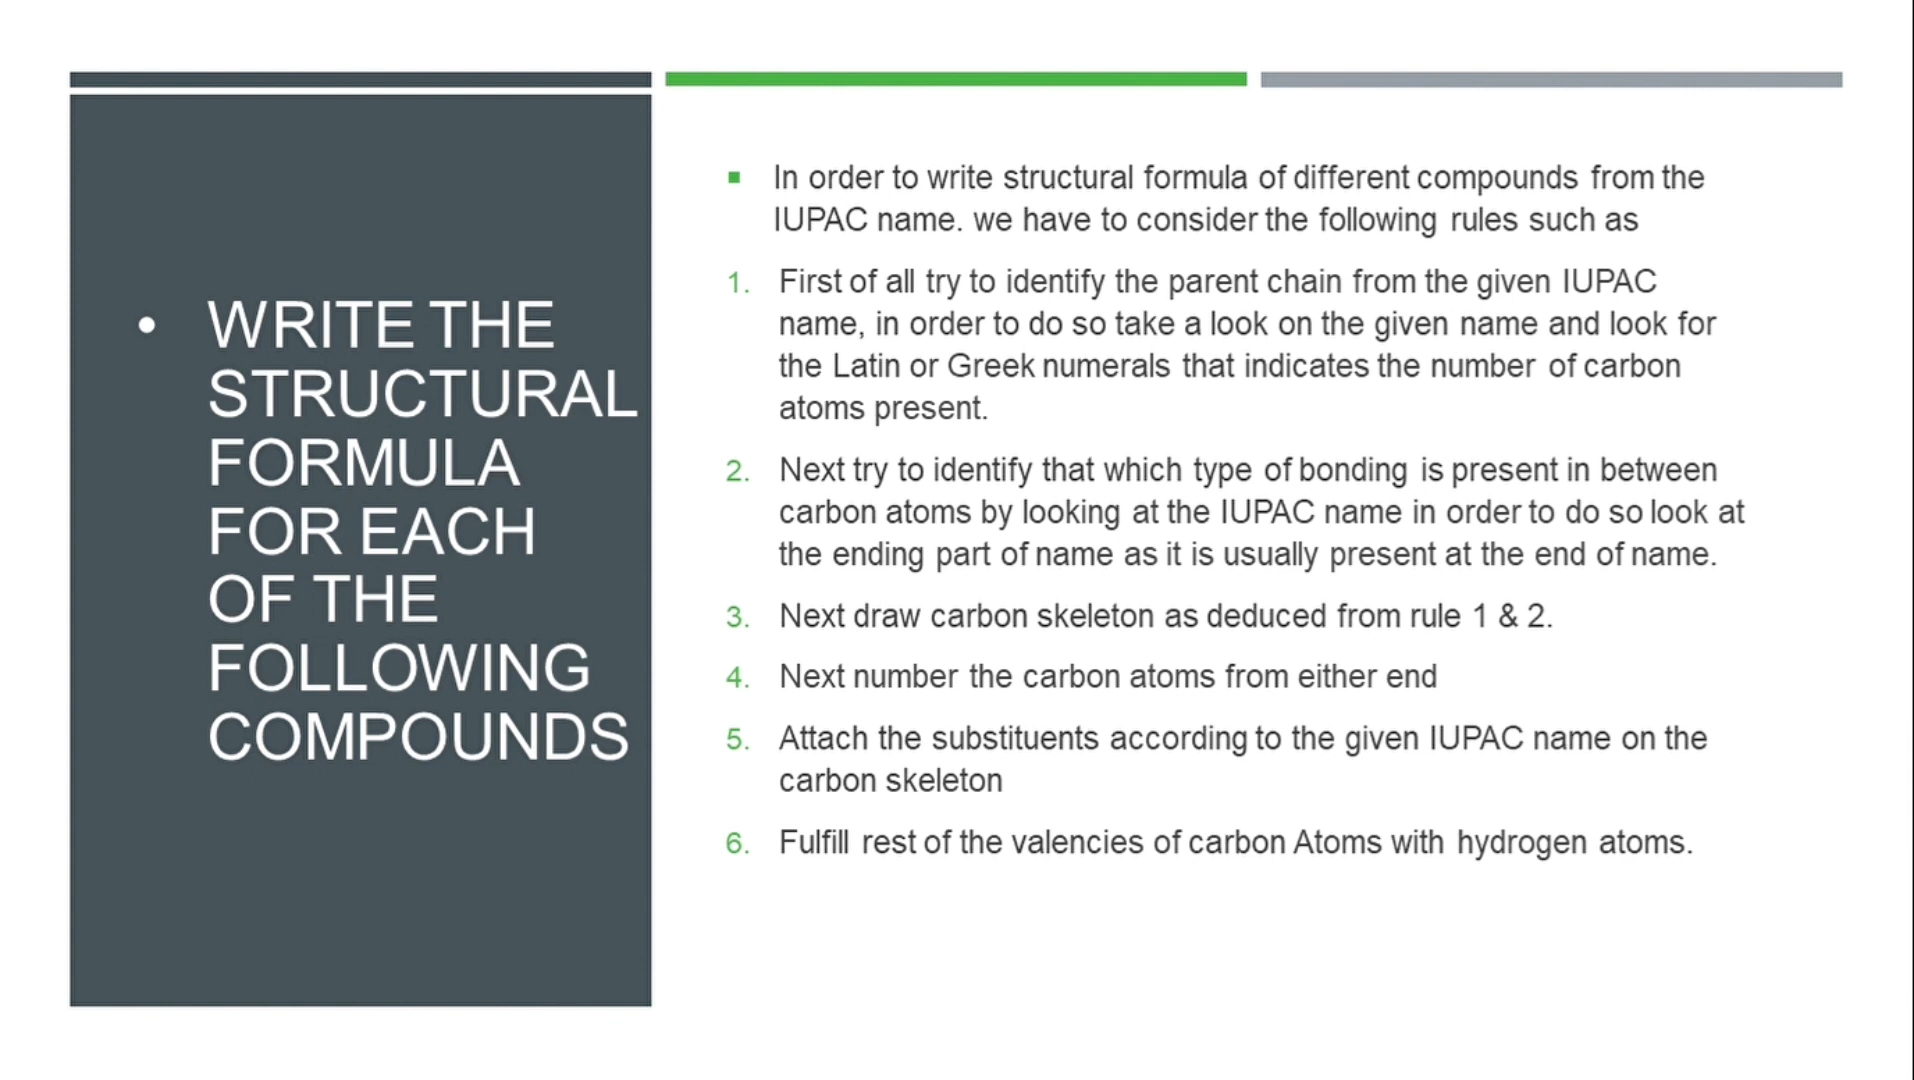 • WRITE THE
STRUCTURAL
FORMULA
FOR EACH
OF THE
FOLLOWING
COMPOUNDS
▪ In order to write structural formula of different compounds from the
IUPAC name. we have to consider the following rules such as
1. First of all try to identify the parent chain from the given IUPAC
name, in order to do so take a look on the given name and look for
the Latin or Greek numerals that indicates the number of carbon
atoms present.
2. Next try to identify that which type of bonding is present in between
carbon atoms by looking at the IUPAC name in order to do so look at
the ending part of name as it is usually present at the end of name.
3. Next draw carbon skeleton as deduced from rule 1 & 2.
4. Next number the carbon atoms from either end
5. Attach the substituents according to the given IUPAC name on the
carbon skeleton
6. Fulfill rest of the valencies of carbon Atoms with hydrogen atoms.